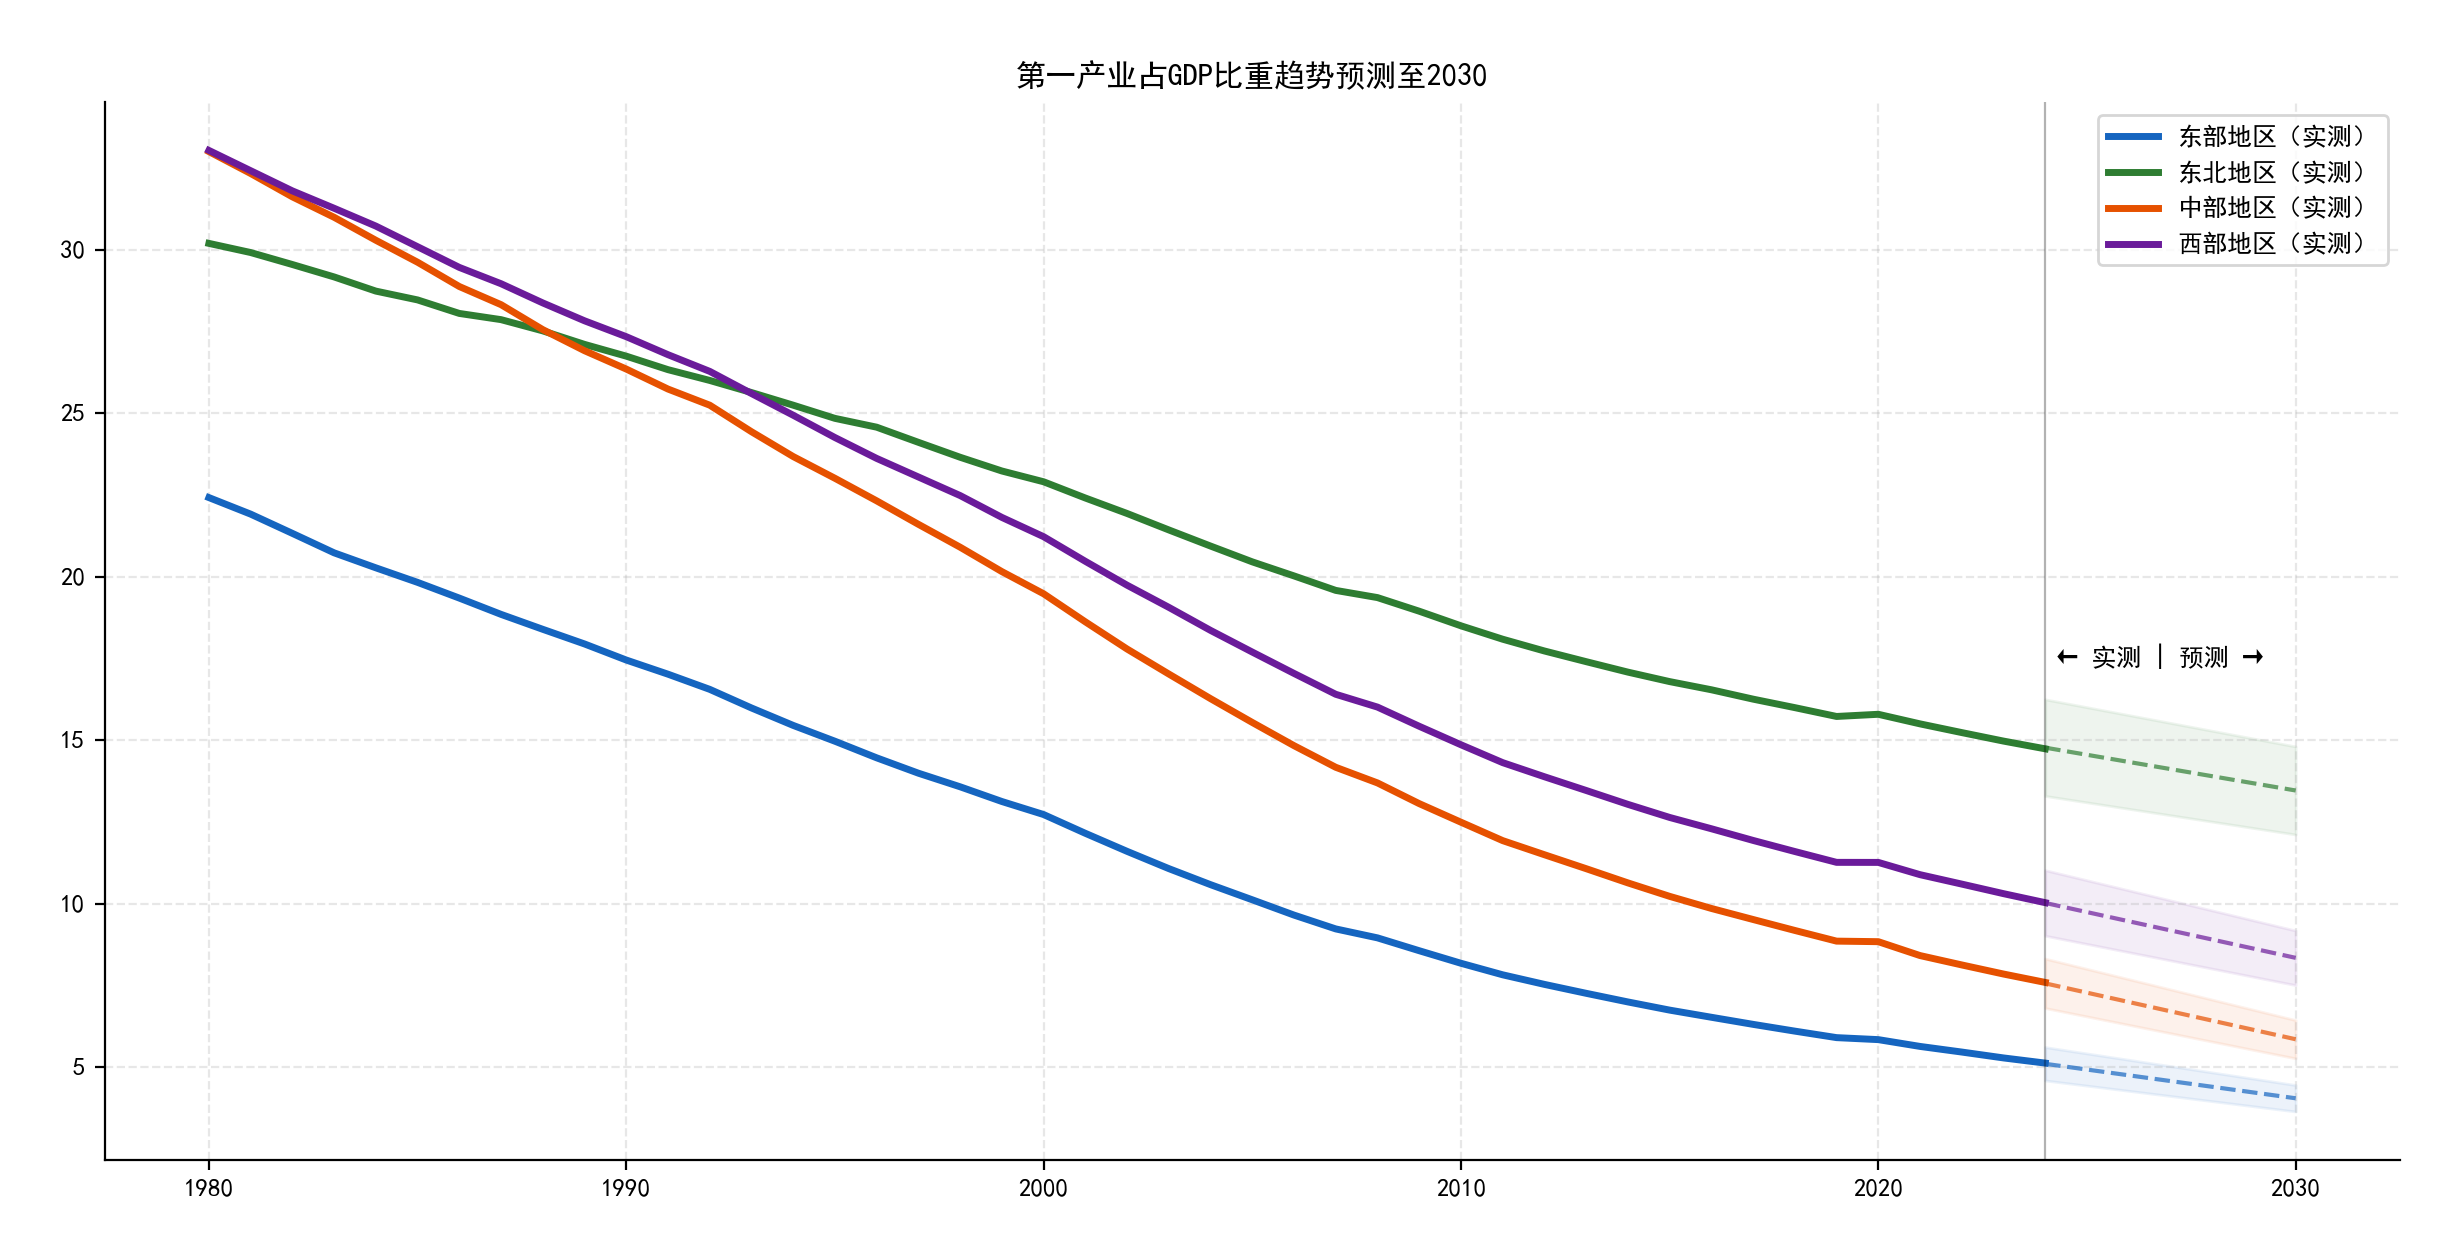 第一产业占GDP比重趋势预测至2030
东部地区（实测）
东北地区（实测）
中部地区（实测）
西部地区（实测）
30
25
20
15
10
5
← 实测 | 预测 →
1980
1990
2000
2010
2020
2030